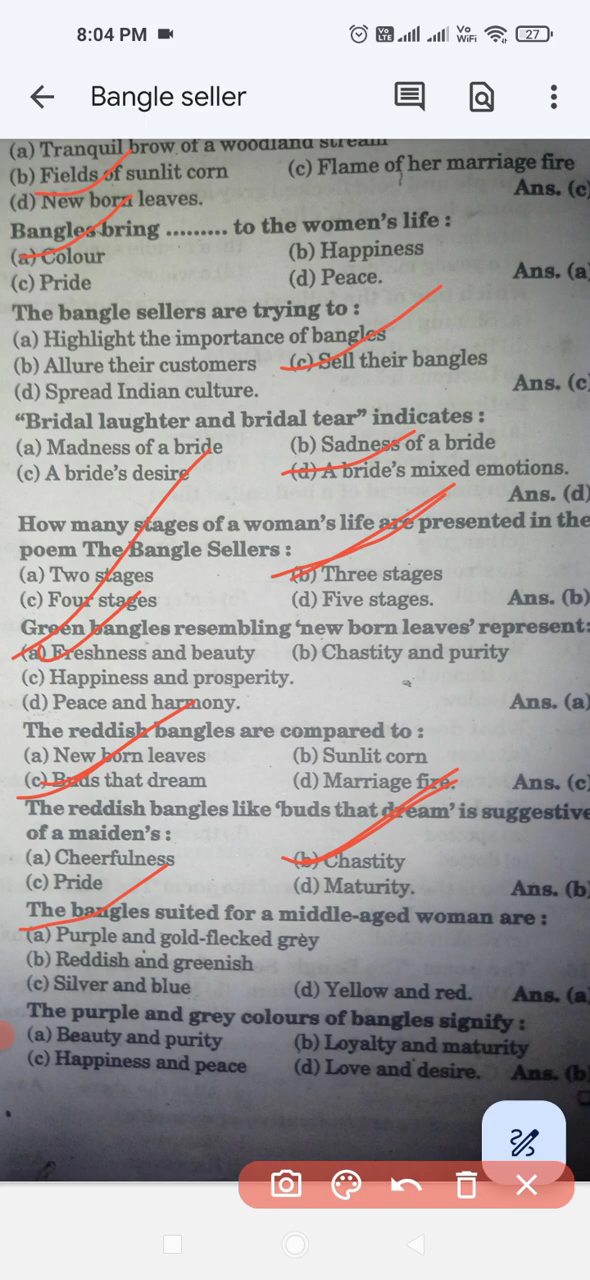 8:04 PM
Vo LTE Vo WiFi 27
Bangle seller
(a) Tranquil brow of a woodland stream
(b) Fields of sunlit corn (c) Flame of her marriage fire
(d) New born leaves. Ans. (c)
Bangles bring ......... to the women's life :
(a) Colour (b) Happiness
(c) Pride (d) Peace. Ans. (a)
The bangle sellers are trying to :
(a) Highlight the importance of bangles
(b) Allure their customers (c) Sell their bangles
(d) Spread Indian culture. Ans. (c)
“Bridal laughter and bridal tear” indicates :
(a) Madness of a bride (b) Sadness of a bride
(c) A bride's desire (d) A bride's mixed emotions.
Ans. (d)
How many stages of a woman's life are presented in the
poem The Bangle Sellers :
(a) Two stages (b) Three stages
(c) Four stages (d) Five stages. Ans. (b)
Green bangles resembling ‘new born leaves’ represent:
(a) Freshness and beauty (b) Chastity and purity
(c) Happiness and prosperity.
(d) Peace and harmony. Ans. (a)
The reddish bangles are compared to :
(a) New born leaves (b) Sunlit corn
(c) Buds that dream (d) Marriage fire. Ans. (c)
The reddish bangles like ‘buds that dream’ is suggestive
of a maiden's :
(a) Cheerfulness (b) Chastity
(c) Pride (d) Maturity. Ans. (b)
The bangles suited for a middle-aged woman are :
(a) Purple and gold-flecked grey
(b) Reddish and greenish
(c) Silver and blue (d) Yellow and red. Ans. (a)
The purple and grey colours of bangles signify :
(a) Beauty and purity (b) Loyalty and maturity
(c) Happiness and peace (d) Love and desire. Ans. (b)